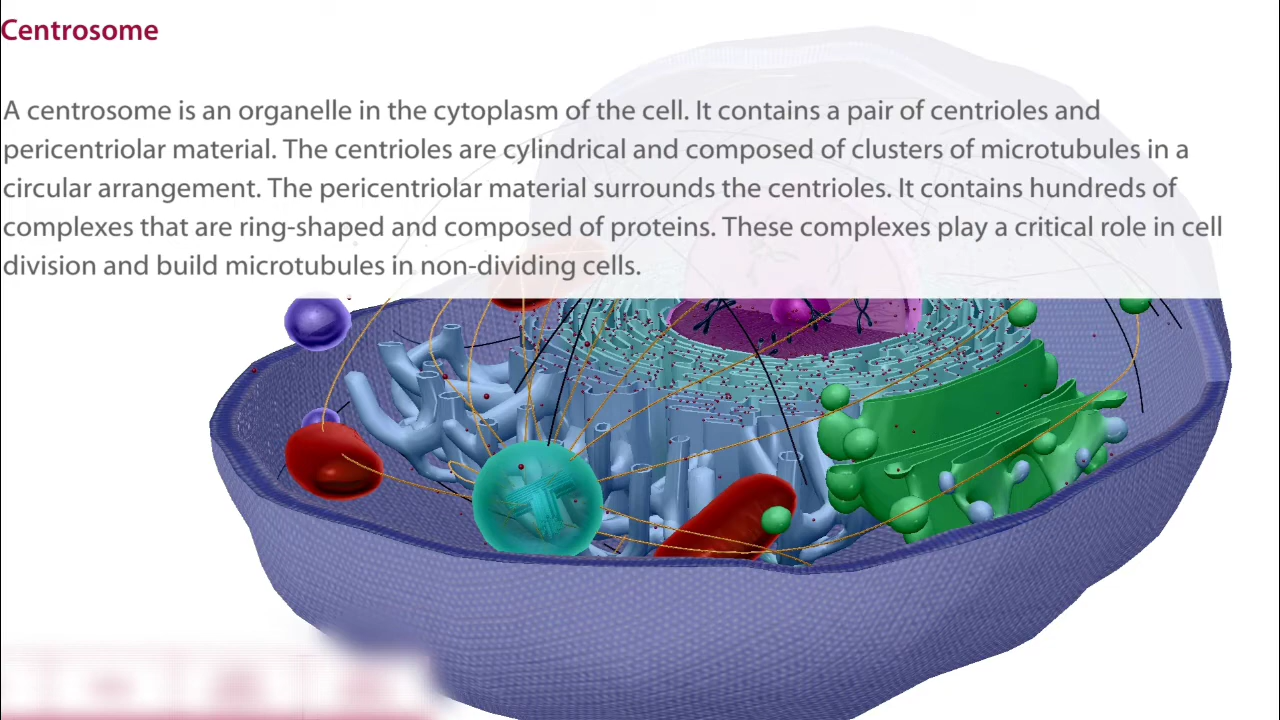 Centrosome
A centrosome is an organelle in the cytoplasm of the cell. It contains a pair of centrioles and
pericentriolar material. The centrioles are cylindrical and composed of clusters of microtubules in a
circular arrangement. The pericentriolar material surrounds the centrioles. It contains hundreds of
complexes that are ring-shaped and composed of proteins. These complexes play a critical role in cell
division and build microtubules in non-dividing cells.